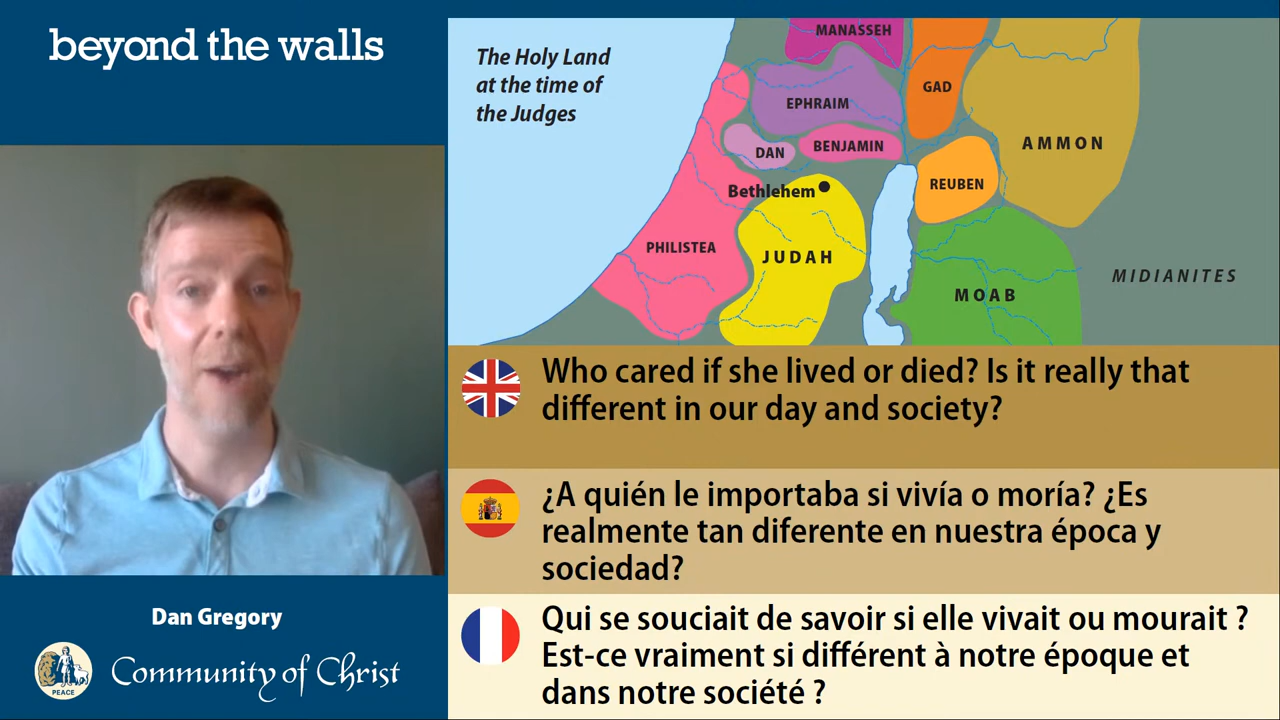 beyond the walls
The Holy Land
at the time of
the Judges
MANASSEH
GAD
EPHRAIM
AMMON
DAN
BENJAMIN
REUBEN
Bethlehem
PHILISTEA
JUDAH
MIDIANITES
MOAB
Who cared if she lived or died? Is it really that
different in our day and society?
¿A quién le importaba si vivía o moría? ¿Es
realmente tan diferente en nuestra época y
sociedad?
Qui se souciait de savoir si elle vivait ou mourait ?
Est-ce vraiment si différent à notre époque et
dans notre société ?
Dan Gregory
PEACE
Community of Christ